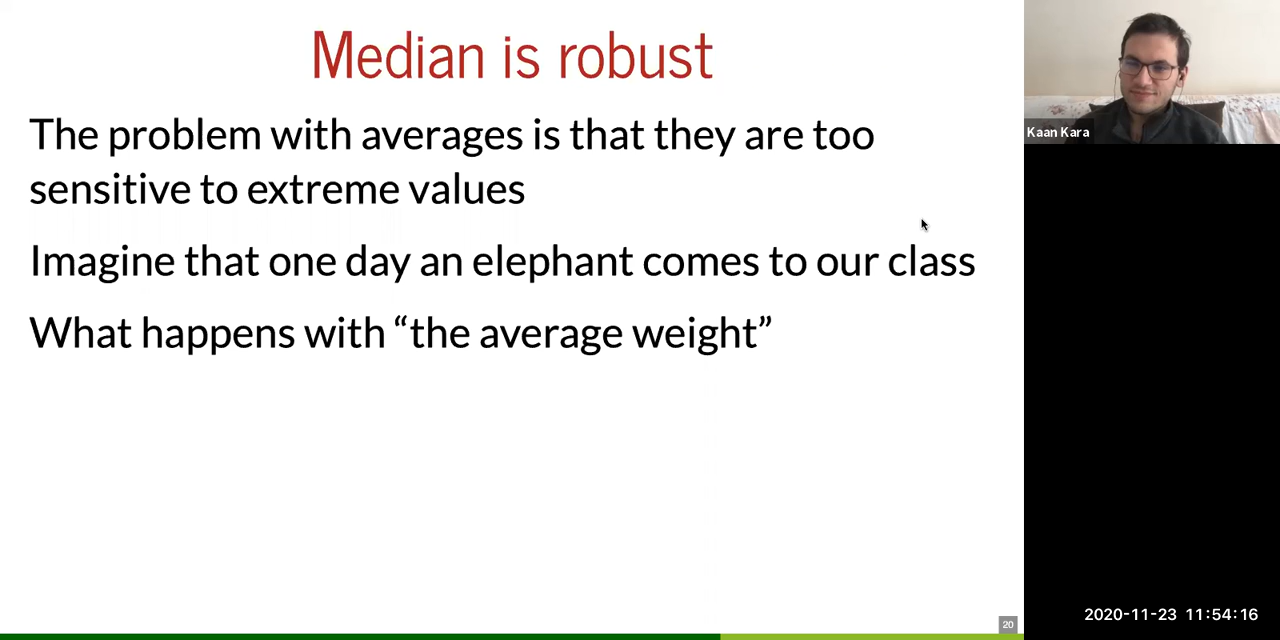 Median is robust
The problem with averages is that they are too
sensitive to extreme values
Imagine that one day an elephant comes to our class
What happens with “the average weight”
20
Kaan Kara
2020-11-23 11:54:16